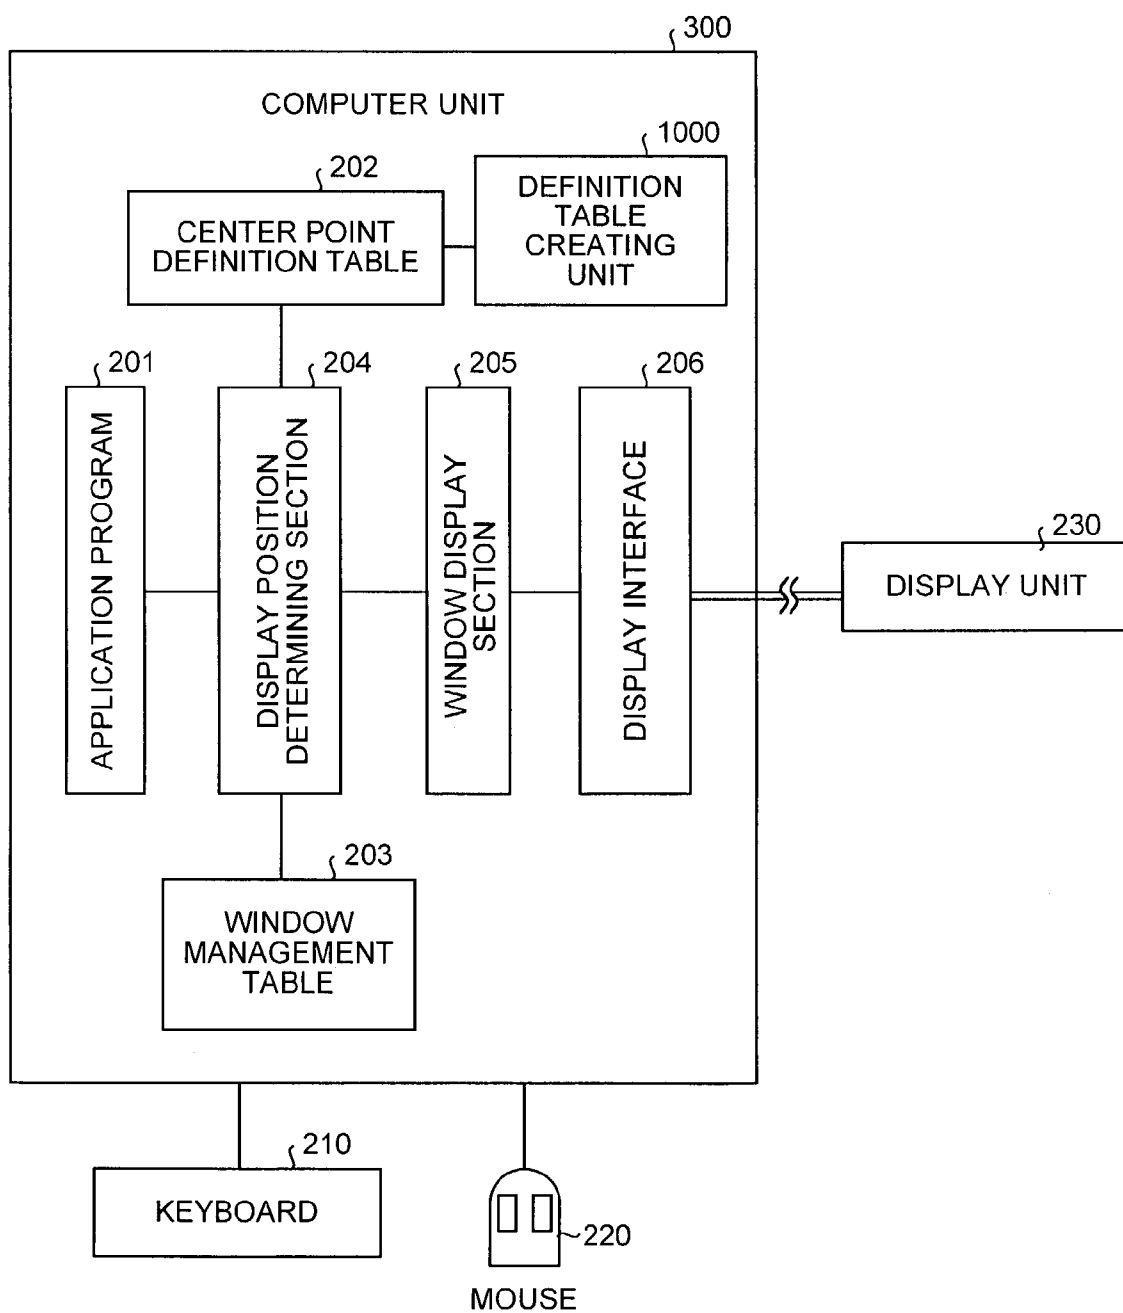 300
COMPUTER UNIT
1000
202
DEFINITION
TABLE
CREATING
UNIT
CENTER POINT
DEFINITION TABLE
201
204
205
206
APPLICATION PROGRAM
DISPLAY POSITION
DETERMINING SECTION
WINDOW DISPLAY
SECTION
DISPLAY INTERFACE
230
DISPLAY UNIT
203
WINDOW
MANAGEMENT
TABLE
210
KEYBOARD
220
MOUSE